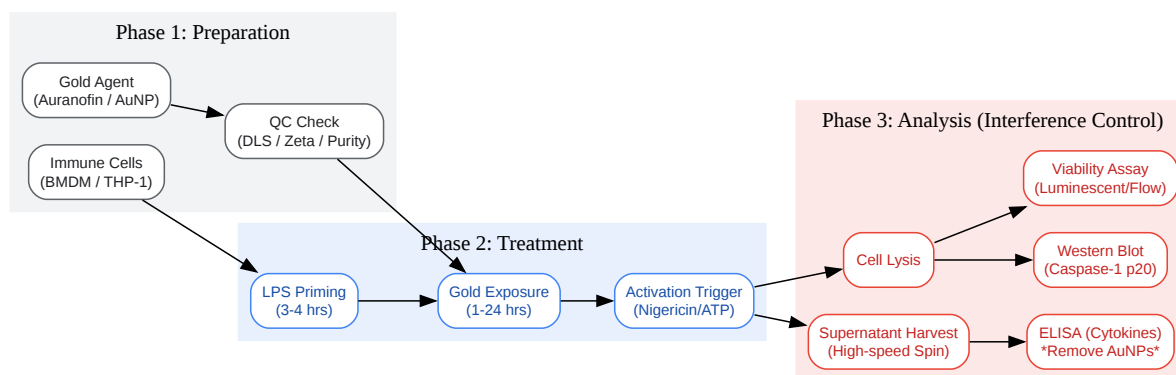 Phase 1: Preparation
Gold Agent
(Auranofin / AuNP)
QC Check
(DLS / Zeta / Purity)
Immune Cells
(BMDM / THP-1)
Phase 2: Treatment
LPS Priming
(3-4 hrs)
Gold Exposure
(1-24 hrs)
Activation Trigger
(Nigericin/ATP)
Phase 3: Analysis (Interference Control)
Viability Assay
(Luminescent/Flow)
Cell Lysis
Western Blot
(Caspase-1 p20)
Supernatant Harvest
(High-speed Spin)
ELISA (Cytokines)
*Remove AuNPs*